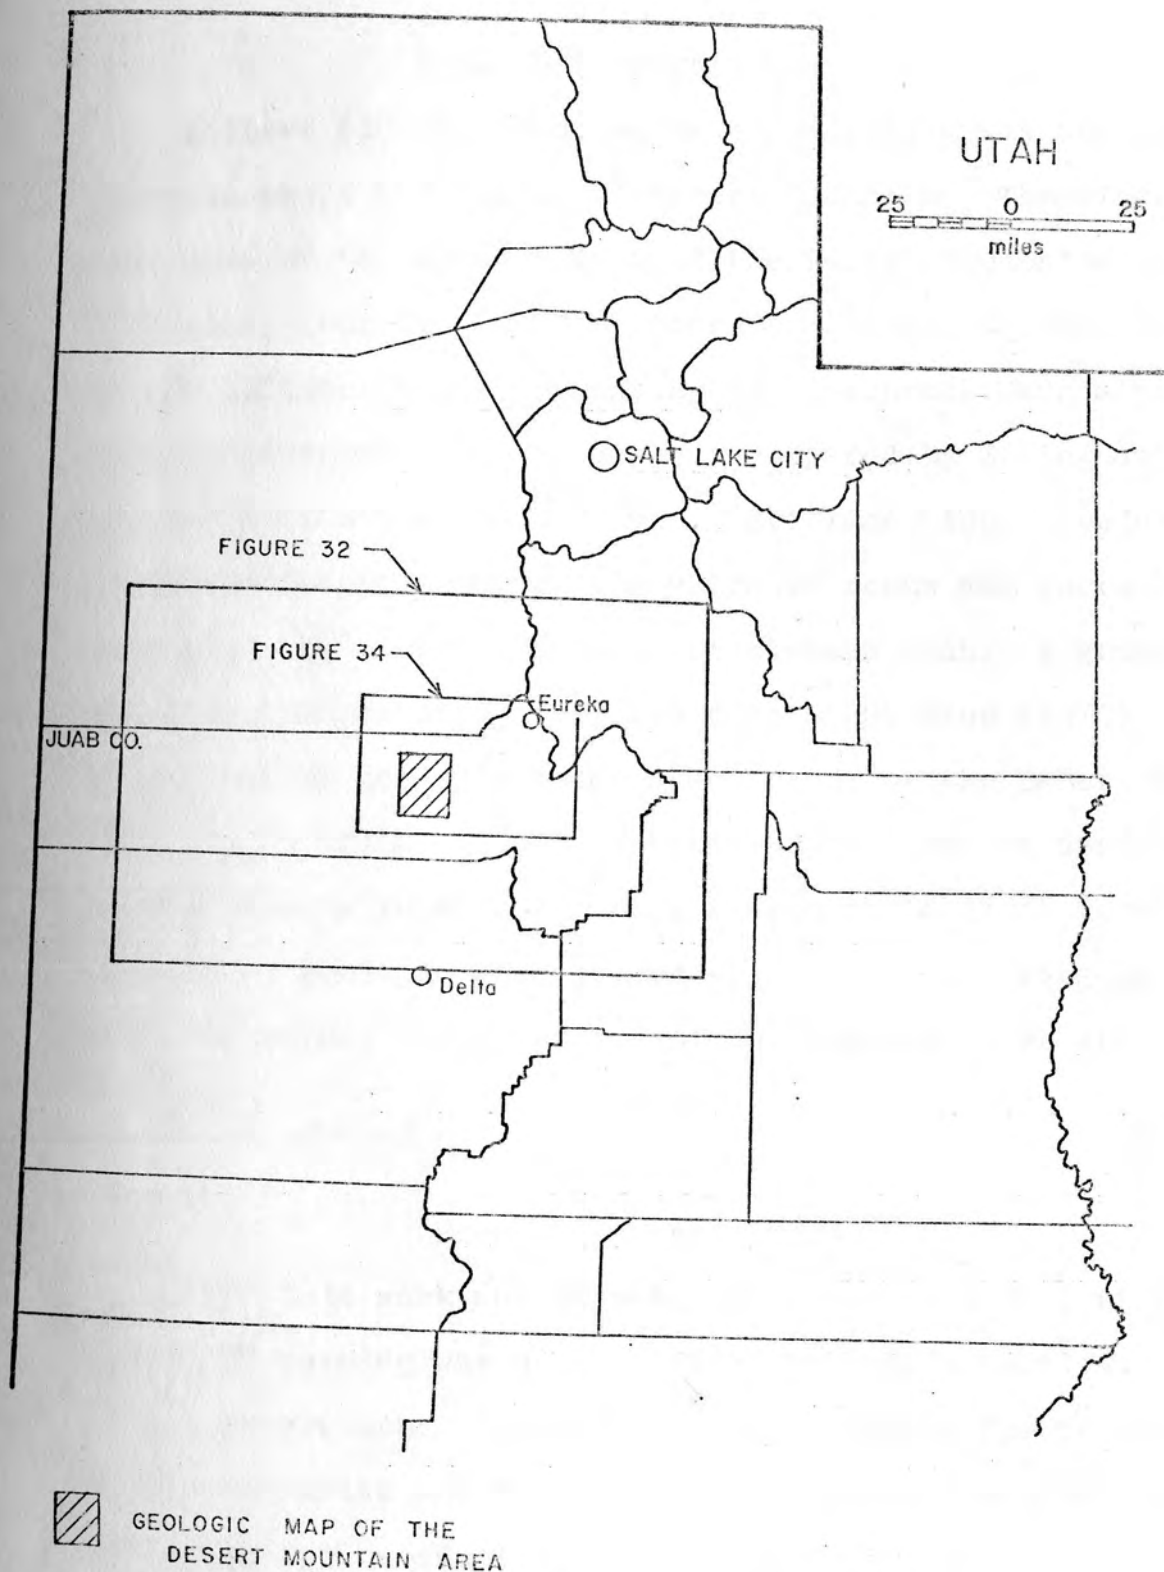 UTAH
25 0 25
miles
SALT LAKE CITY
FIGURE 32
FIGURE 34
Eureka
JUAB CO.
Delta
GEOLOGIC MAP OF THE
DESERT MOUNTAIN AREA